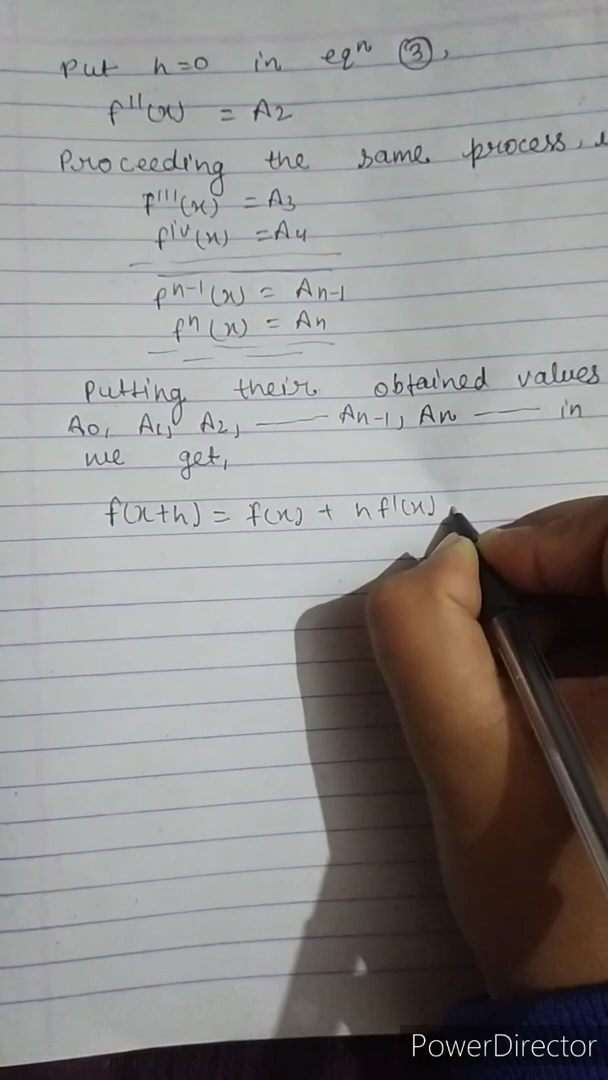 Put h=0 in eqⁿ ③,
f''(x) = A₂
Proceeding the same process,
f'''(x) = A₃
fⁱᵛ(x) = A₄
fⁿ⁻¹(x) = Aₙ₋₁
fⁿ(x) = Aₙ
Putting their obtained values
A₀, A₁, A₂, —— Aₙ₋₁, Aₙ —— in
we get,
f(x+h) = f(x) + hf'(x)
PowerDirector